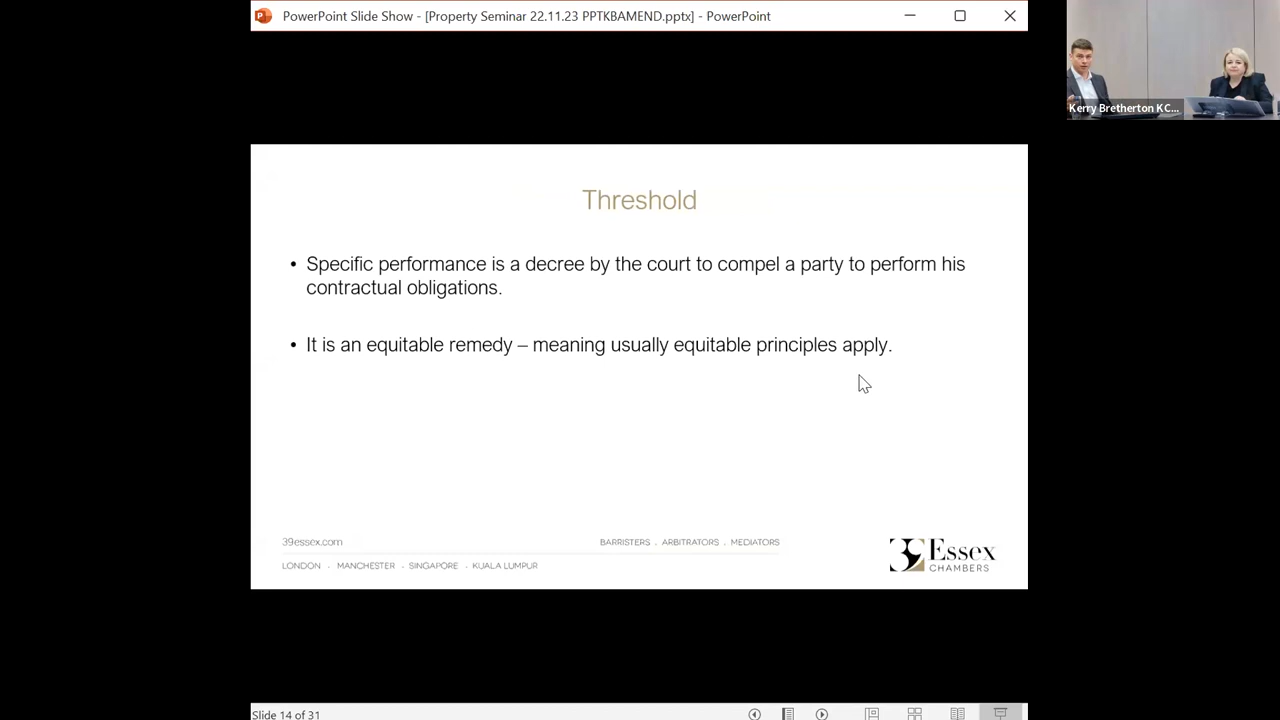 PowerPoint Slide Show - [Property Seminar 22.11.23 PPTKBAMEND.pptx] - PowerPoint
Kerry Bretherton KC...
Threshold
• Specific performance is a decree by the court to compel a party to perform his
contractual obligations.
• It is an equitable remedy – meaning usually equitable principles apply.
39essex.com
BARRISTERS . ARBITRATORS . MEDIATORS
LONDON . MANCHESTER . SINGAPORE . KUALA LUMPUR
39 Essex
CHAMBERS
Slide 14 of 31